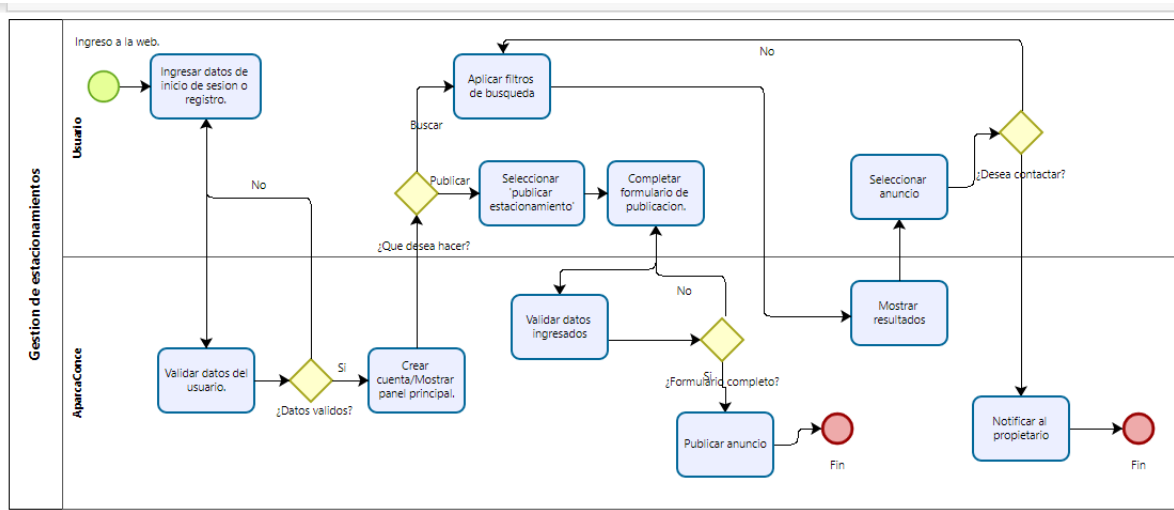 Gestion de estacionamientos
Usuario
AparcaConce
Ingreso a la web.
Ingresar datos de
inicio de sesion o
registro.
No
Validar datos del
usuario.
¿Datos validos?
Si
Crear
cuenta/Mostrar
panel principal.
¿Que desea hacer?
Buscar
Publicar
Aplicar filtros
de busqueda
Seleccionar
'publicar
estacionamiento'
Completar
formulario de
publicacion.
Validar datos
ingresados
No
¿Formulario completo?
Si
Publicar anuncio
Fin
Mostrar
resultados
Seleccionar
anuncio
¿Desea contactar?
No
Notificar al
propietario
Fin